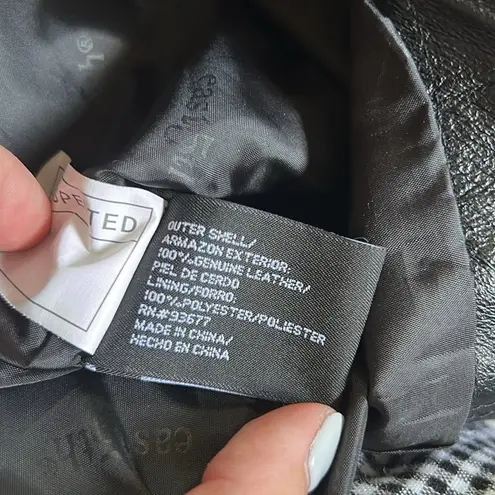 TED
OUTER SHELL/
ARMAZON EXTERIOR:
100%GENUINE LEATHER/
PIEL DE CERDO
LINING/FORRO:
100%POLYESTER/POLIESTER
RN#93677
MADE IN CHINA/
HECHO EN CHINA